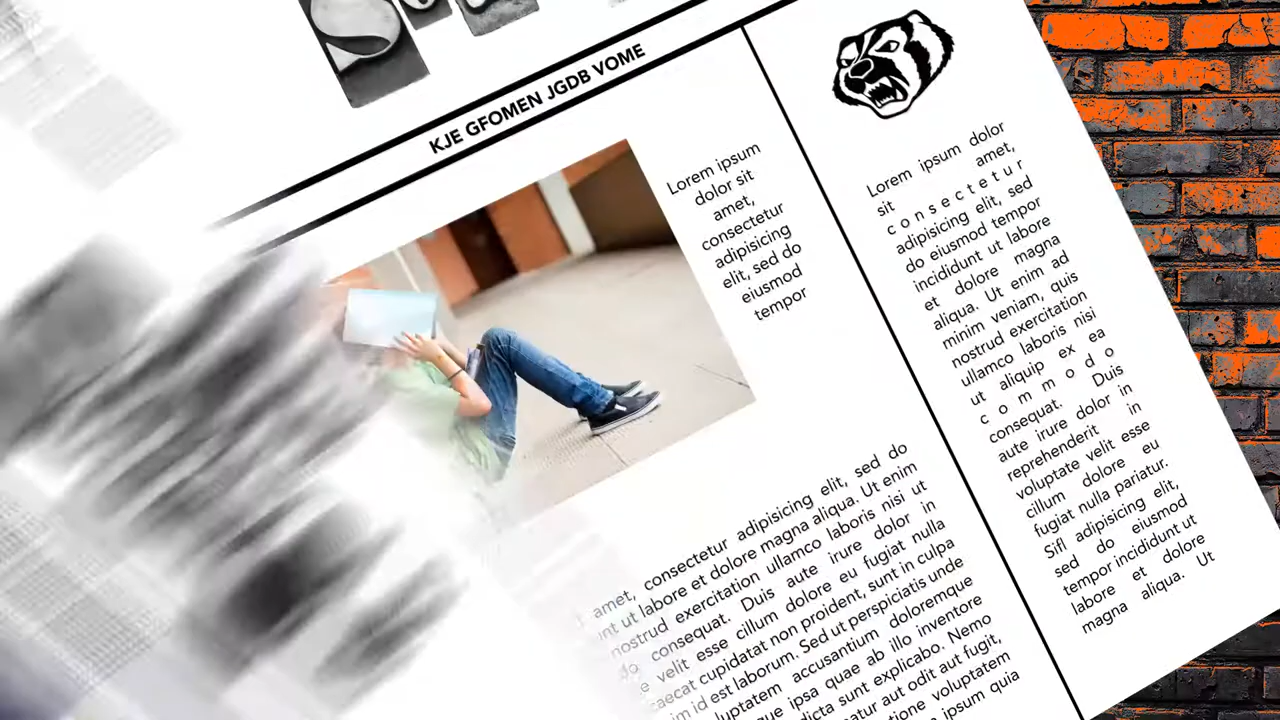 KJE GFOMEN JGDB VOME
Lorem ipsum
dolor sit
amet,
consectetur
adipisicing
elit, sed do
eiusmod
tempor
amet, consectetur adipisicing elit, sed do
ut labore et dolore magna aliqua. Ut enim
nostrud exercitation ullamco laboris nisi ut
consequat. Duis aute irure dolor in
velit esse cillum dolore eu fugiat nulla
cupidatat non proident, sunt in culpa
im id est laborum. Sed ut perspiciatis unde
accusantium doloremque
ipsa quae ab illo inventore
dicta sunt explicabo. Nemo
aut odit aut fugit,
voluptatem
ipsum quia
Lorem ipsum dolor
sit amet,
consectetur
adipisicing elit, sed
do eiusmod tempor
incididunt ut labore
et dolore magna
aliqua. Ut enim ad
minim veniam, quis
nostrud exercitation
ullamco laboris nisi
ut aliquip ex ea
commodo
consequat. Duis
aute irure dolor in
reprehenderit in
voluptate velit esse
cillum dolore eu
fugiat nulla pariatur.
Sifl adipisicing elit,
sed do eiusmod
tempor incididunt ut
labore et dolore
magna aliqua. Ut